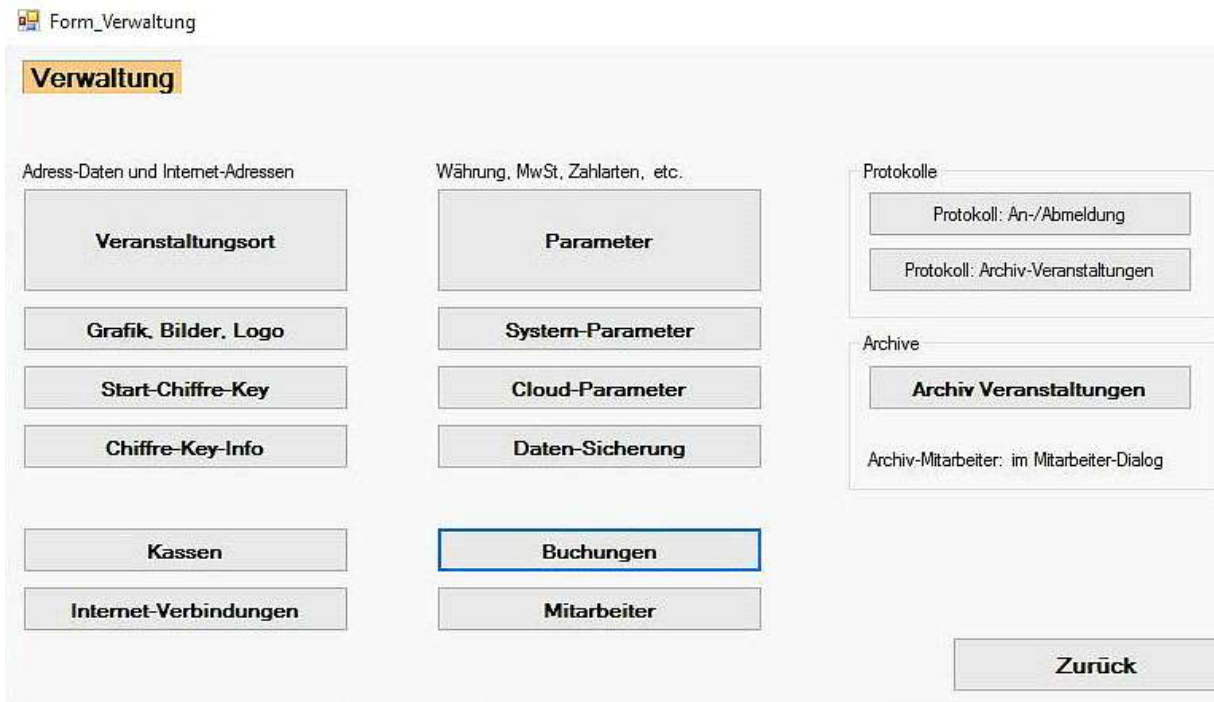 Form_Verwaltung
Verwaltung
Adress-Daten und Internet-Adressen
Veranstaltungsort
Grafik, Bilder, Logo
Start-Chiffre-Key
Chiffre-Key-Info
Kassen
Internet-Verbindungen
Währung, MwSt, Zahlarten, etc.
Parameter
System-Parameter
Cloud-Parameter
Daten-Sicherung
Buchungen
Mitarbeiter
Protokolle
Protokoll: An-/Abmeldung
Protokoll: Archiv-Veranstaltungen
Archive
Archiv Veranstaltungen
Archiv-Mitarbeiter: im Mitarbeiter-Dialog
Zurück